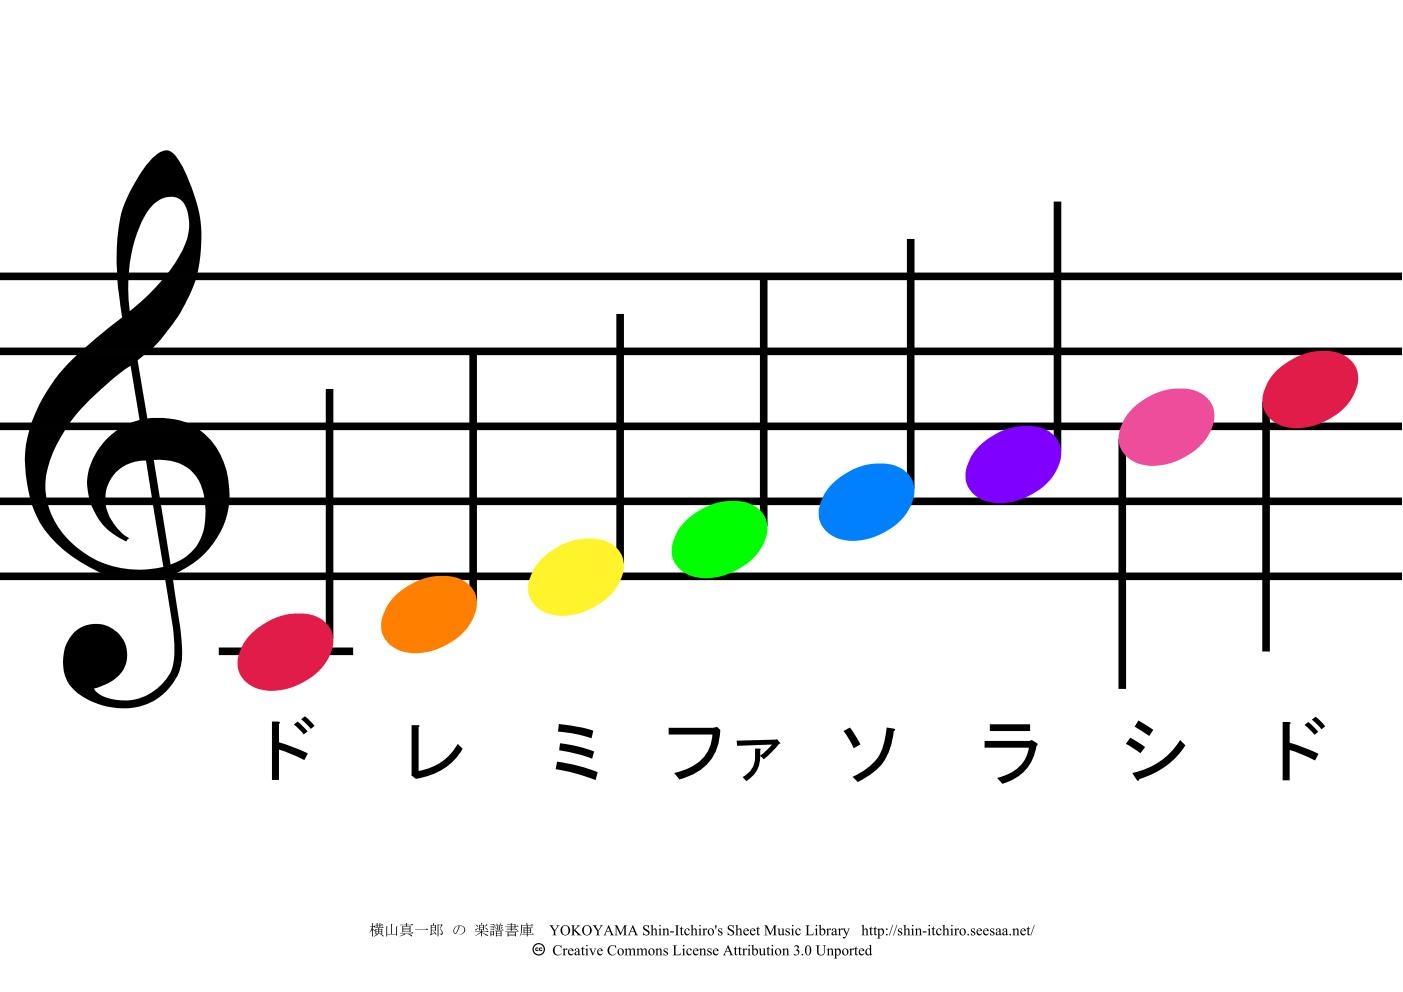 ド レ ミ ファ ソ ラ シ ド
横山真一郎 の 楽譜書庫 YOKOYAMA Shin-Itchiro's Sheet Music Library http://shin-itchiro.seesaa.net/
cc Creative Commons License Attribution 3.0 Unported